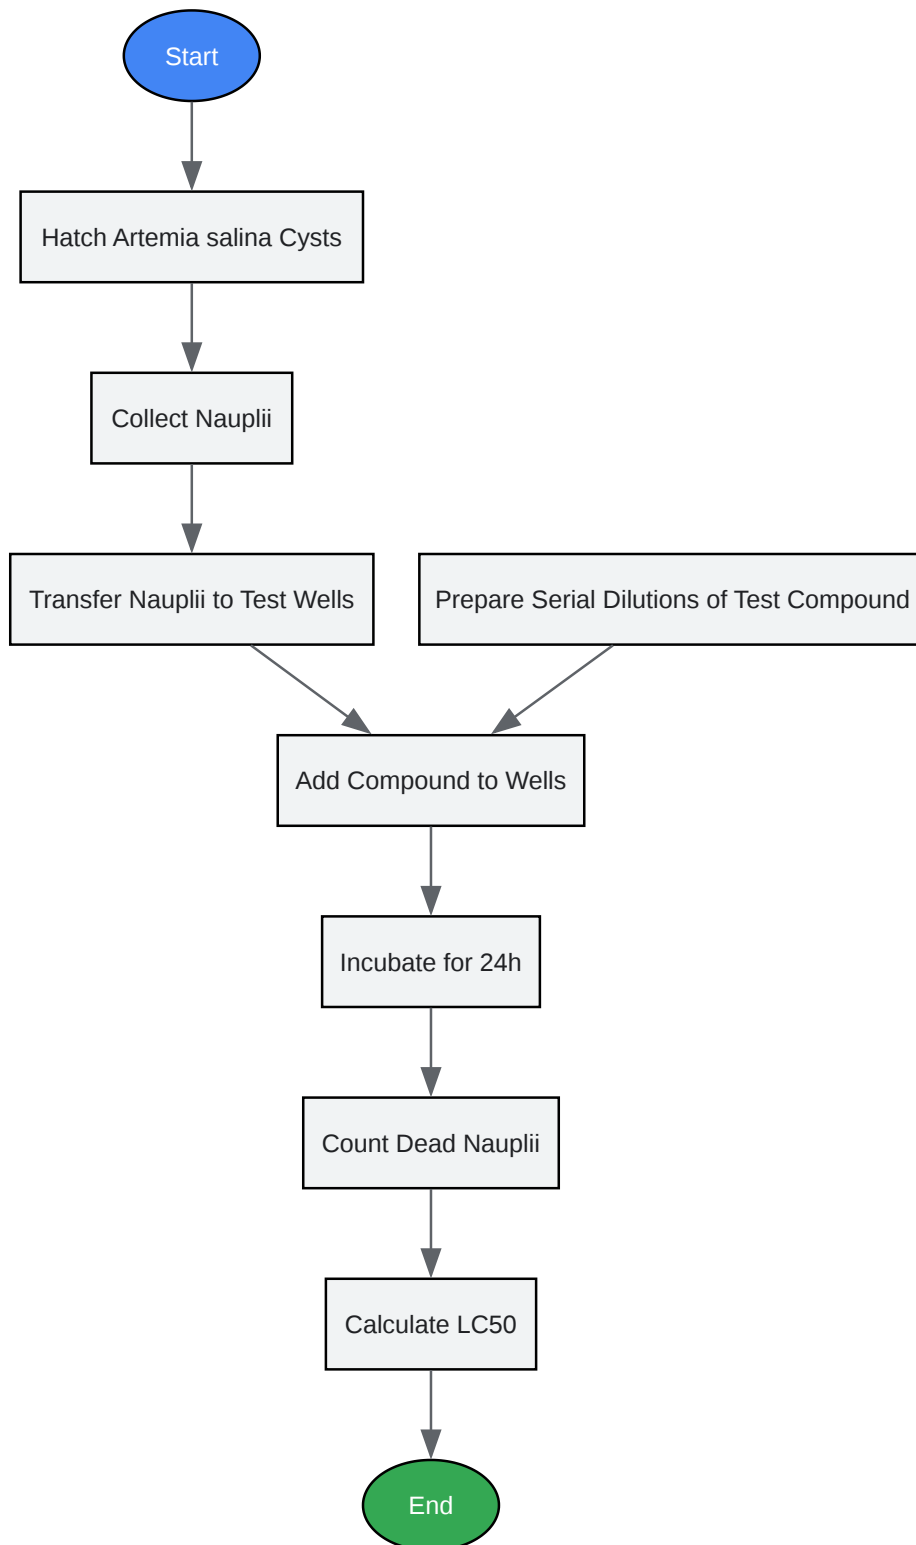 Start
Hatch Artemia salina Cysts
Collect Nauplii
Transfer Nauplii to Test Wells
Prepare Serial Dilutions of Test Compound
Add Compound to Wells
Incubate for 24h
Count Dead Nauplii
Calculate LC50
End